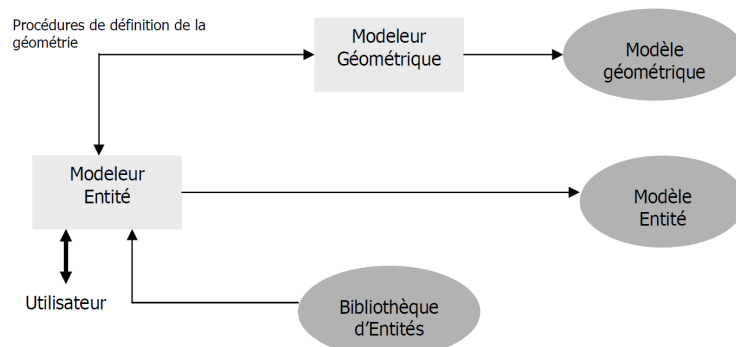 Procédures de définition de la
géométrie
Modeleur
Géométrique
Modèle
géométrique
Modeleur
Entité
Modèle
Entité
Utilisateur
Bibliothèque
d'Entités